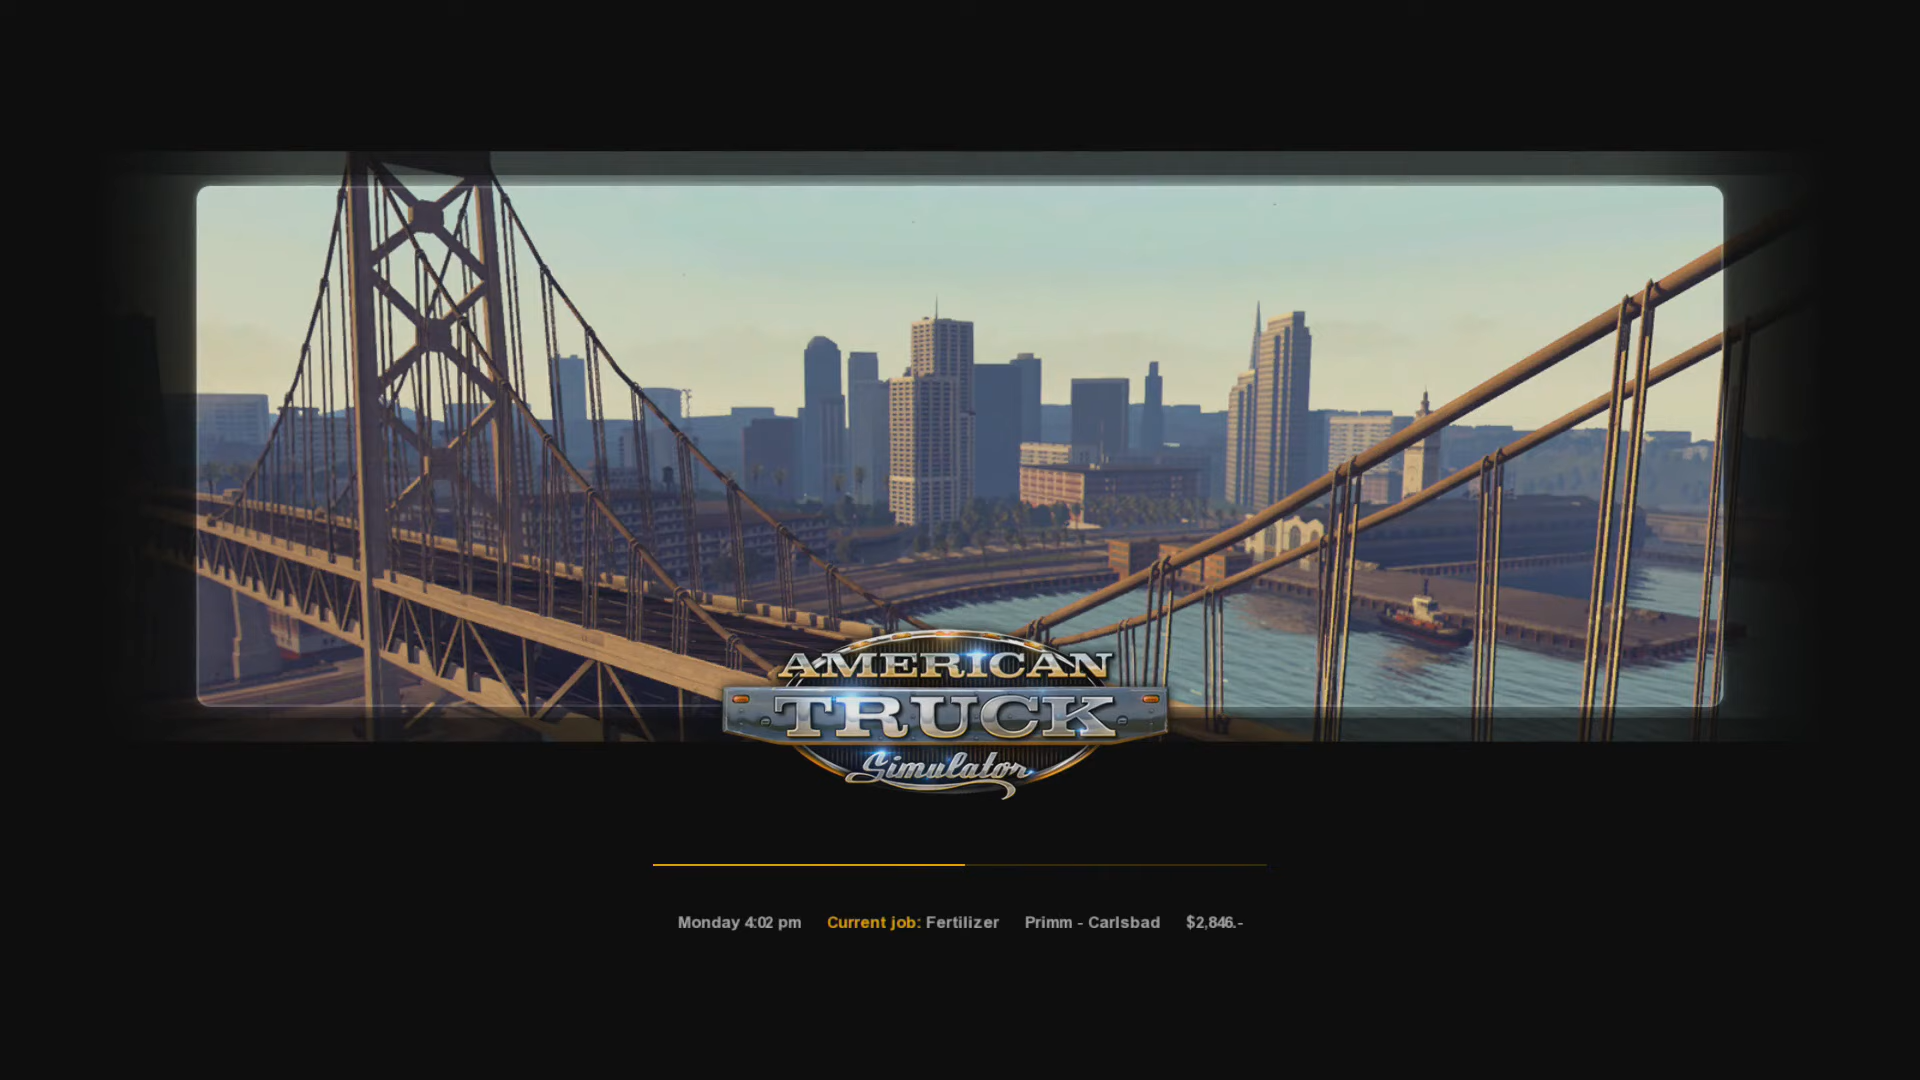 AMERICAN
TRUCK
Simulator
Monday 4:02 pm Current job: Fertilizer Primm - Carlsbad $2,846.-